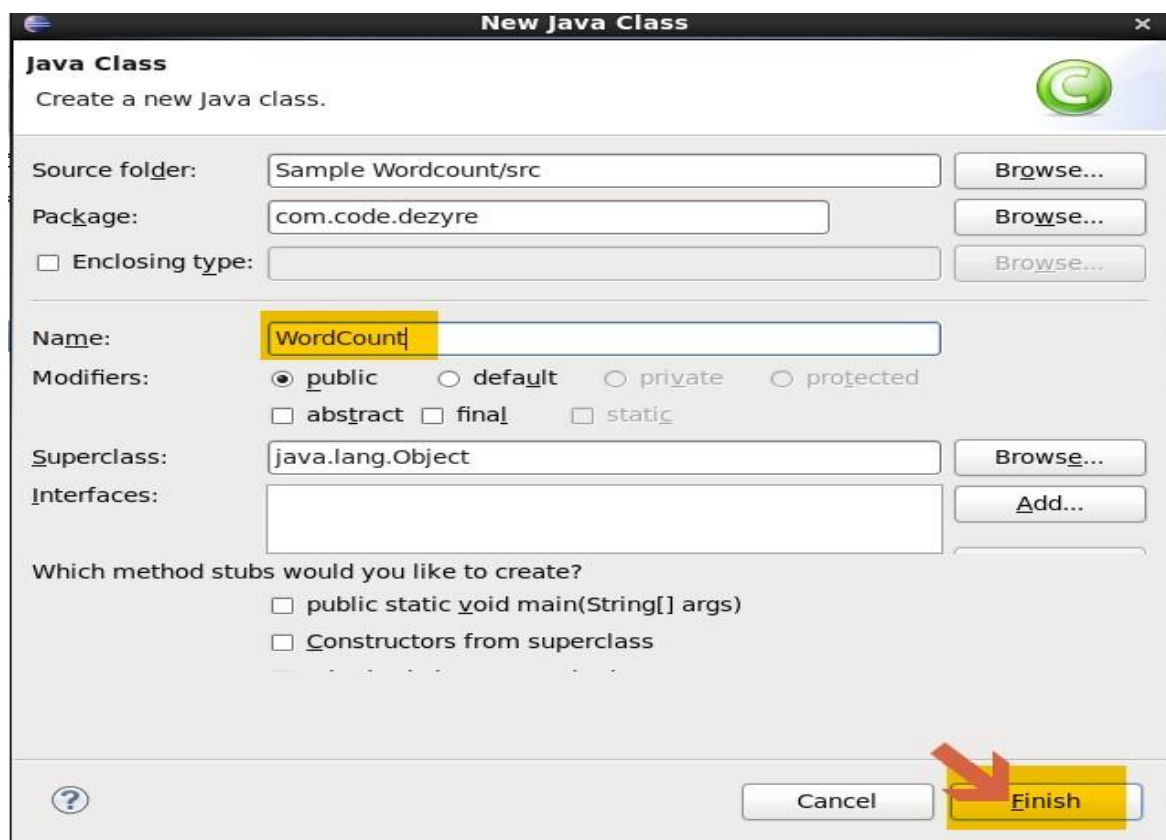 New Java Class
Java Class
Create a new Java class.
Source folder: Sample Wordcount/src Browse...
Package: com.code.dezyre Browse...
Enclosing type: Browse...
Name: WordCount
Modifiers: public default private protected
abstract final static
Superclass: java.lang.Object Browse...
Interfaces: Add...
Which method stubs would you like to create?
public static void main(String[] args)
Constructors from superclass
Cancel Finish